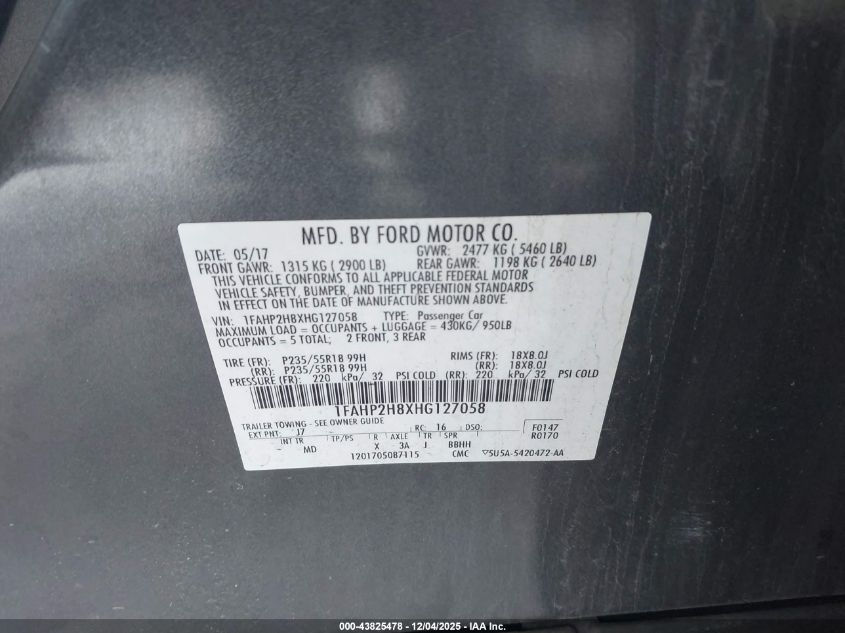 MFD. BY FORD MOTOR CO.
DATE: 05/17 GVWR: 2477 KG ( 5460 LB)
FRONT GAWR: 1315 KG ( 2900 LB) REAR GAWR: 1198 KG ( 2640 LB)
THIS VEHICLE CONFORMS TO ALL APPLICABLE FEDERAL MOTOR
VEHICLE SAFETY, BUMPER, AND THEFT PREVENTION STANDARDS
IN EFFECT ON THE DATE OF MANUFACTURE SHOWN ABOVE.
VIN: 1FAHP2H8XHG127058 TYPE: Passenger Car
MAXIMUM LOAD = OCCUPANTS + LUGGAGE = 430KG/ 950LB
OCCUPANTS = 5 TOTAL; 2 FRONT, 3 REAR
TIRE (FR): P235/55R18 99H RIMS (FR): 18X8.0J
(RR): P235/55R18 99H (RR): 18X8.0J
PRESSURE (FR): 220 kPa/ 32 PSI COLD (RR): 220 kPa/ 32 PSI COLD
1FAHP2H8XHG127058
TRAILER TOWING - SEE OWNER GUIDE
EXT PNT: J7 RC: 16 DSO: F0147
R0170
INT TR TP/PS R AXLE TR SPR
MD X 3A J BBHH
12017050B7115 CMC ▽5U5A-5420472-AA
000-43825478 - 12/04/2025 - IAA Inc.